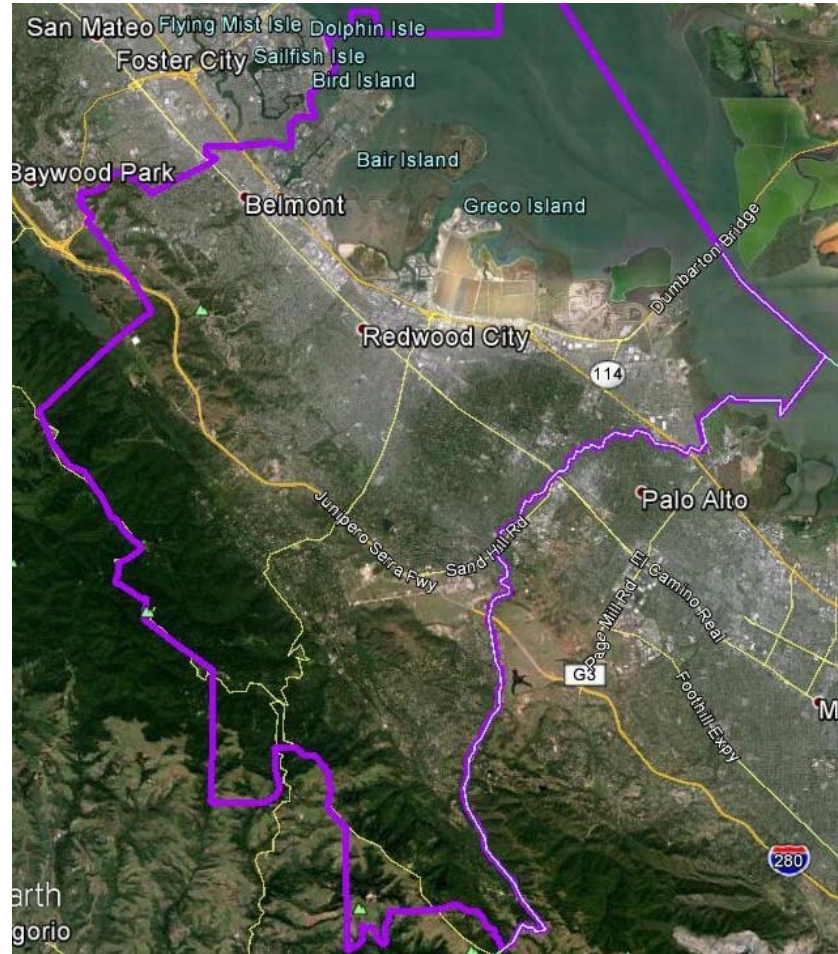 San Mateo
Flying Mist Isle
Dolphin Isle
Foster City
Sailfish Isle
Bird Island
Baywood Park
Bair Island
Belmont
Greco Island
Dumbarton Bridge
Redwood City
114
Junipero Serra Fwy
Sand Hill Rd
Palo Alto
El Camino Real
Page Mill Rd
G3
M
Foothill Expy
280
arth
gorio